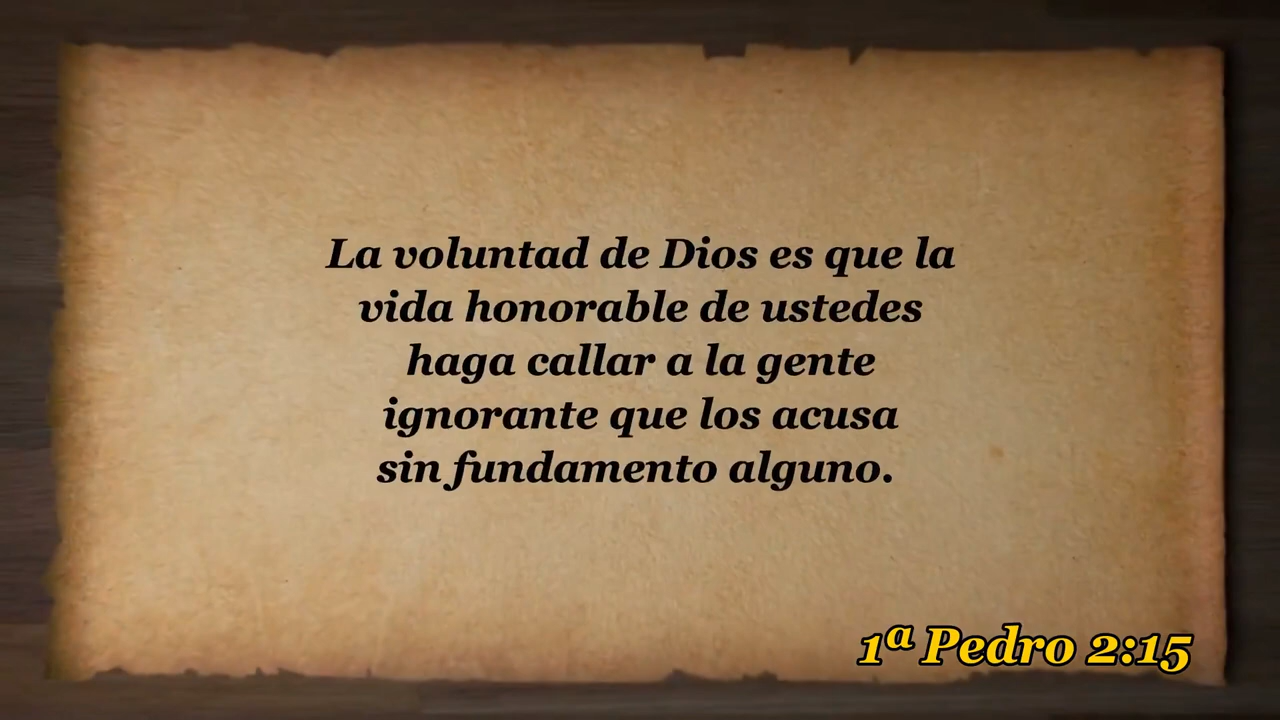 La voluntad de Dios es que la
vida honorable de ustedes
haga callar a la gente
ignorante que los acusa
sin fundamento alguno.
1ª Pedro 2:15